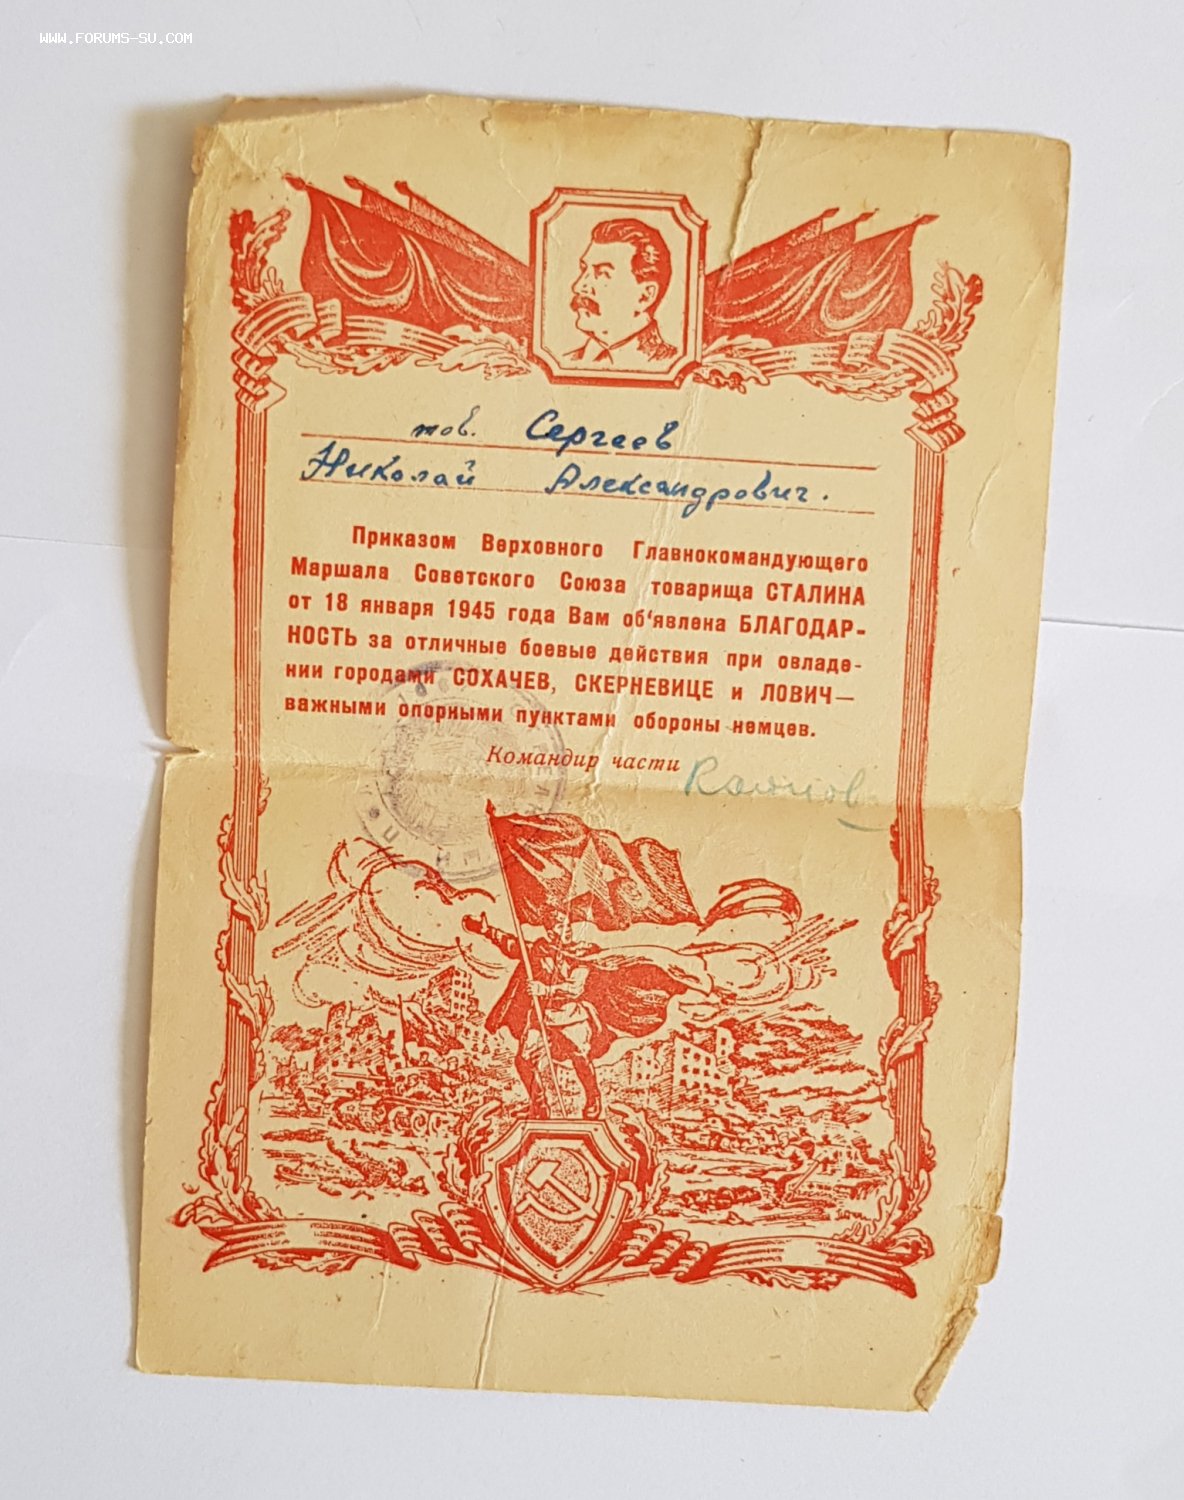 WWW.FORUMS-SU.COM
тов. Сергеев
Николай Александрович.
Приказом Верховного Главнокомандующего
Маршала Советского Союза товарища СТАЛИНА
от 18 января 1945 года Вам об'явлена БЛАГОДАР-
НОСТЬ за отличные боевые действия при овладе-
нии городами СОХАЧЕВ, СКЕРНЕВИЦЕ и ЛОВИЧ—
важными опорными пунктами обороны немцев.
Командир части